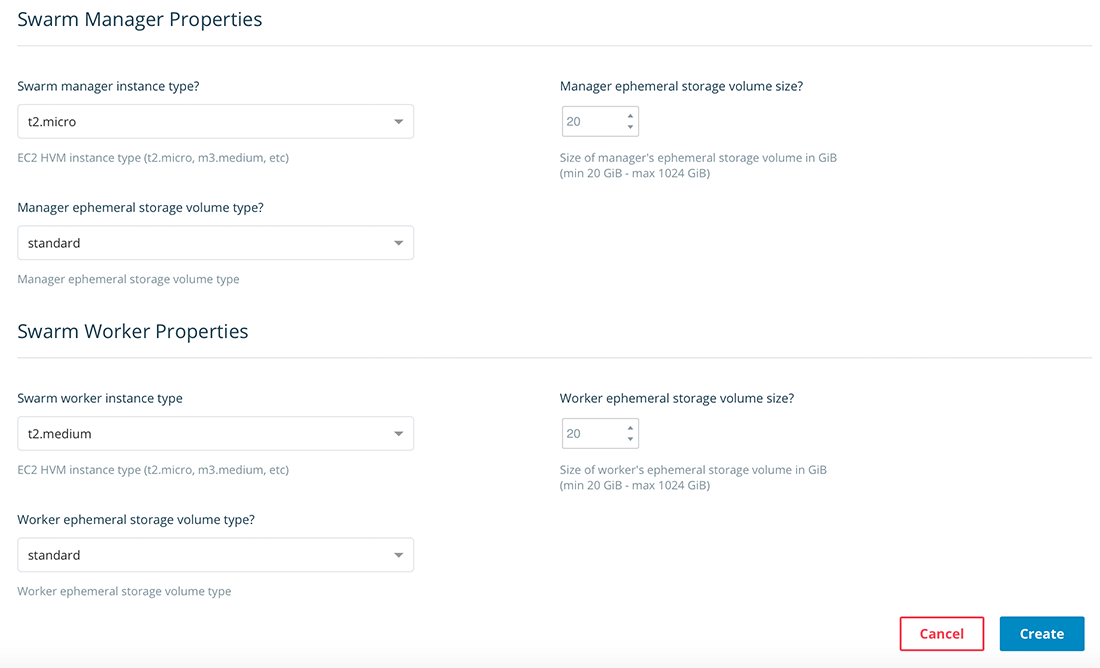 Swarm Manager Properties
Swarm manager instance type?
t2.micro
EC2 HVM instance type (t2.micro, m3.medium, etc)
Manager ephemeral storage volume size?
20
Size of manager's ephemeral storage volume in GiB
(min 20 GiB - max 1024 GiB)
Manager ephemeral storage volume type?
standard
Manager ephemeral storage volume type
Swarm Worker Properties
Swarm worker instance type
t2.medium
EC2 HVM instance type (t2.micro, m3.medium, etc)
Worker ephemeral storage volume size?
20
Size of worker's ephemeral storage volume in GiB
(min 20 GiB - max 1024 GiB)
Worker ephemeral storage volume type?
standard
Worker ephemeral storage volume type
Cancel
Create